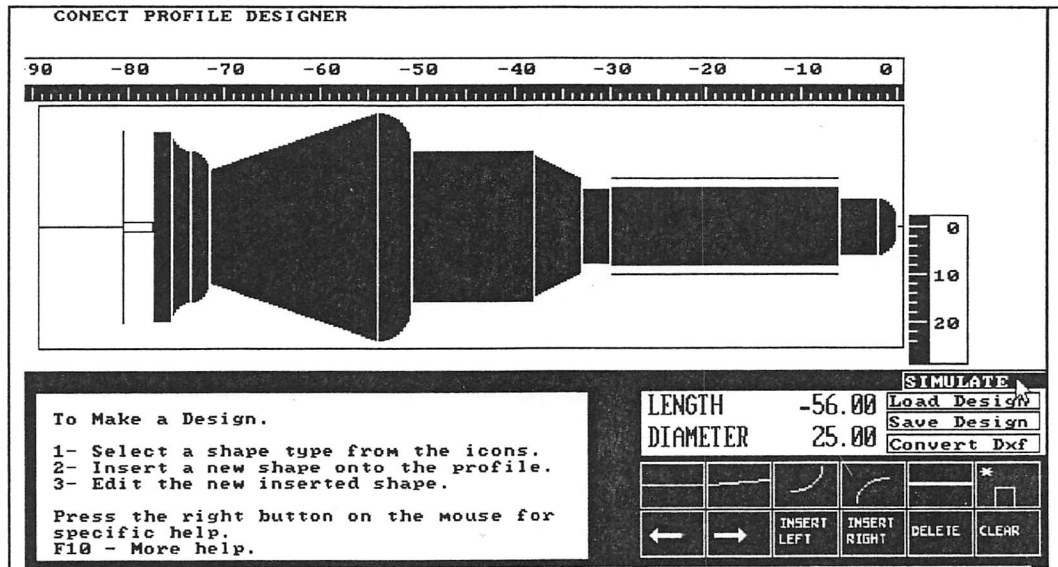 CONECT PROFILE DESIGNER
90 -80 -70 -60 -50 -40 -30 -20 -10 0
0
10
20
SIMULATE
LENGTH -56.00 Load Design
Save Design
DIAMETER 25.00 Convert Dxf
To Make a Design.
1- Select a shape type from the icons.
2- Insert a new shape onto the profile.
3- Edit the new inserted shape.
Press the right button on the mouse for
specific help.
F10 - More help.
*
INSERT LEFT
INSERT RIGHT
DELETE
CLEAR